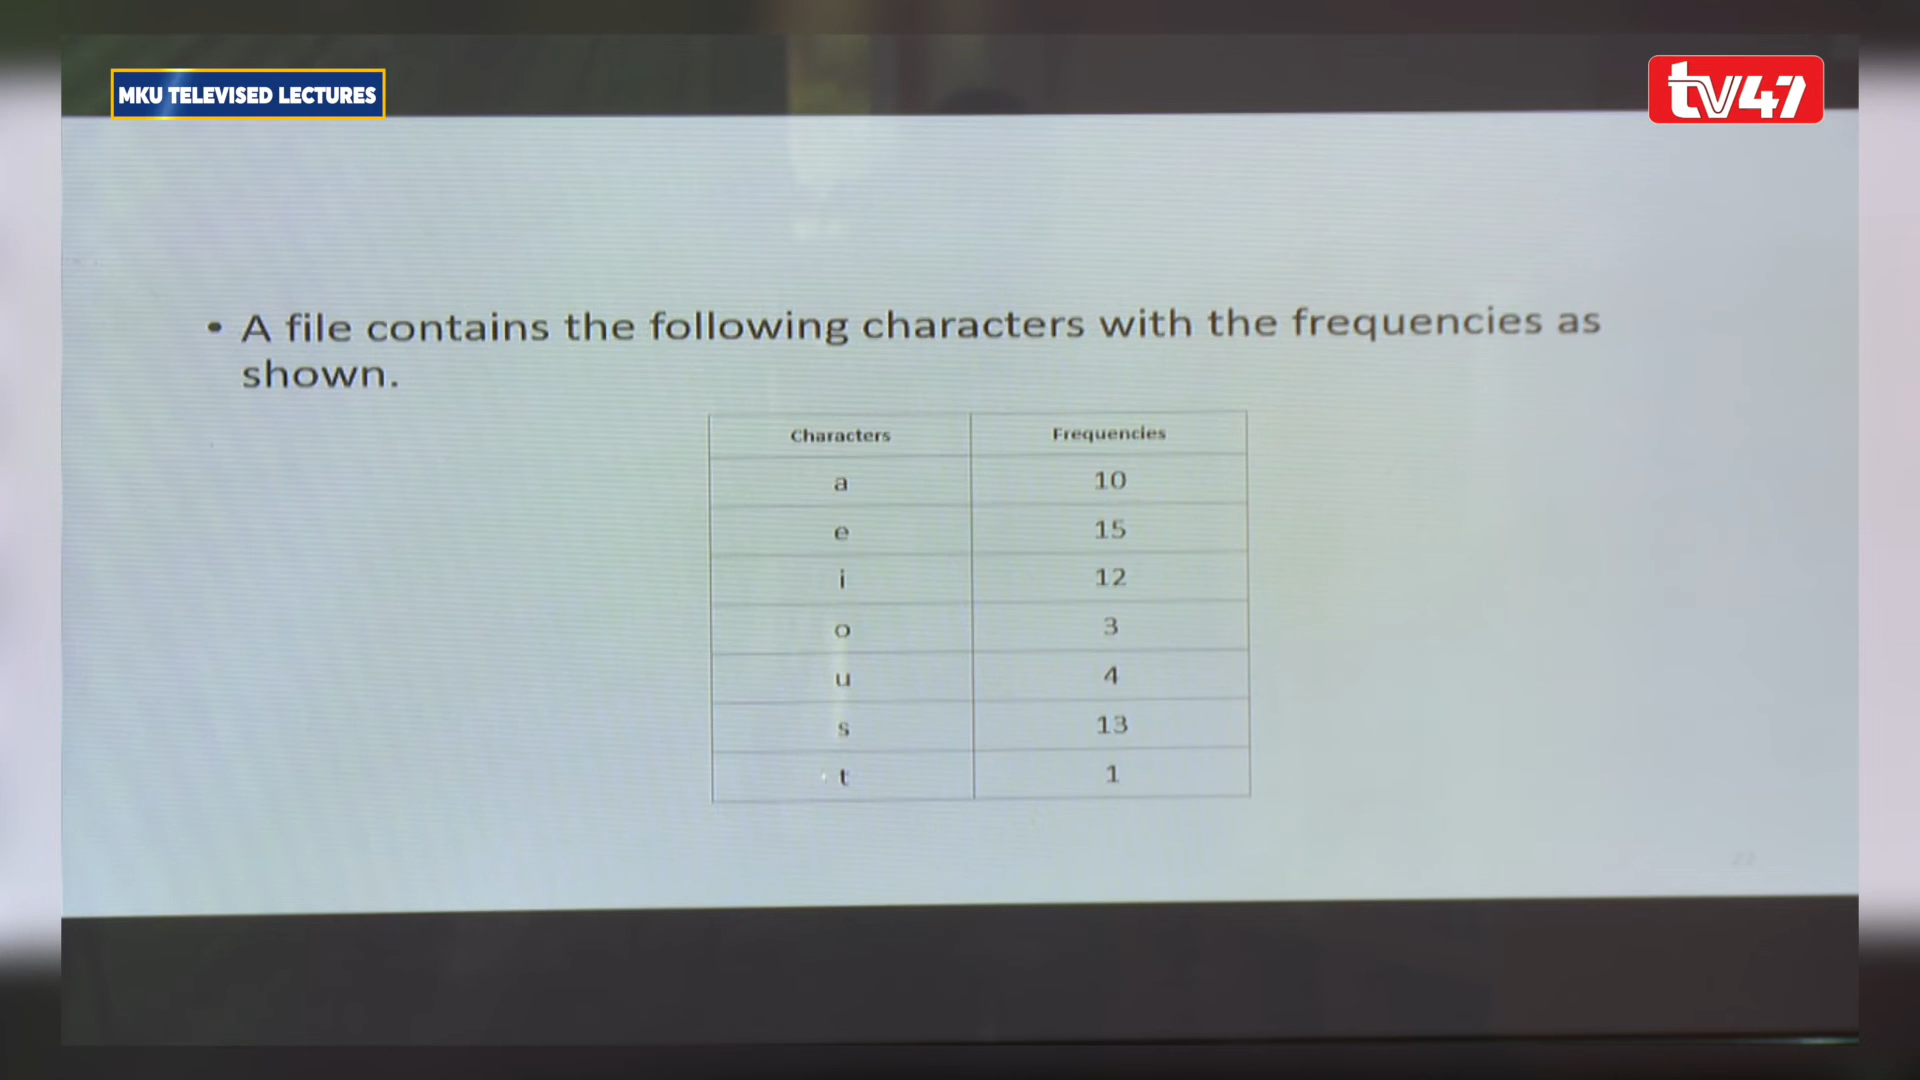 MKU TELEVISED LECTURES
tv47
• A file contains the following characters with the frequencies as
shown.
Characters Frequencies
a 10
e 15
i 12
o 3
u 4
s 13
t 1